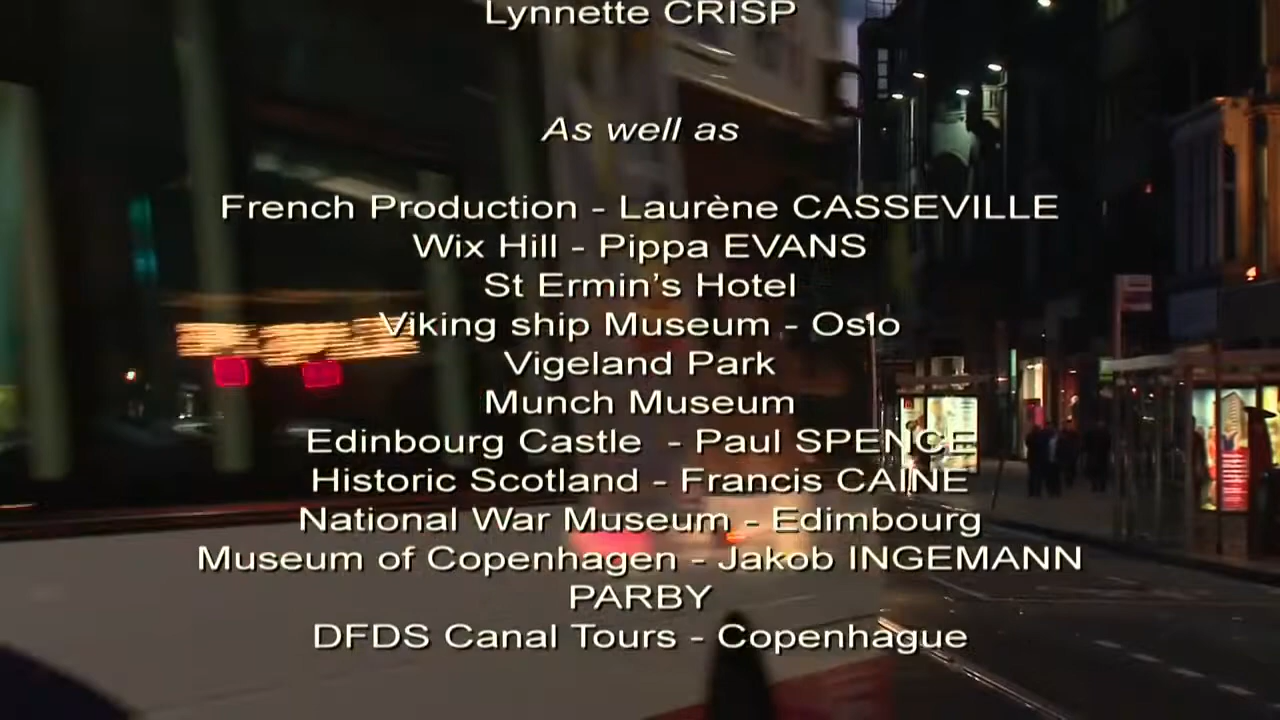 Lynnette CRISP
As well as
French Production - Laurène CASSEVILLE
Wix Hill - Pippa EVANS
St Ermin's Hotel
Viking ship Museum - Oslo
Vigeland Park
Munch Museum
Edinbourg Castle  - Paul SPENCE
Historic Scotland - Francis CAINE
National War Museum - Edimbourg
Museum of Copenhagen - Jakob INGEMANN
PARBY
DFDS Canal Tours - Copenhague